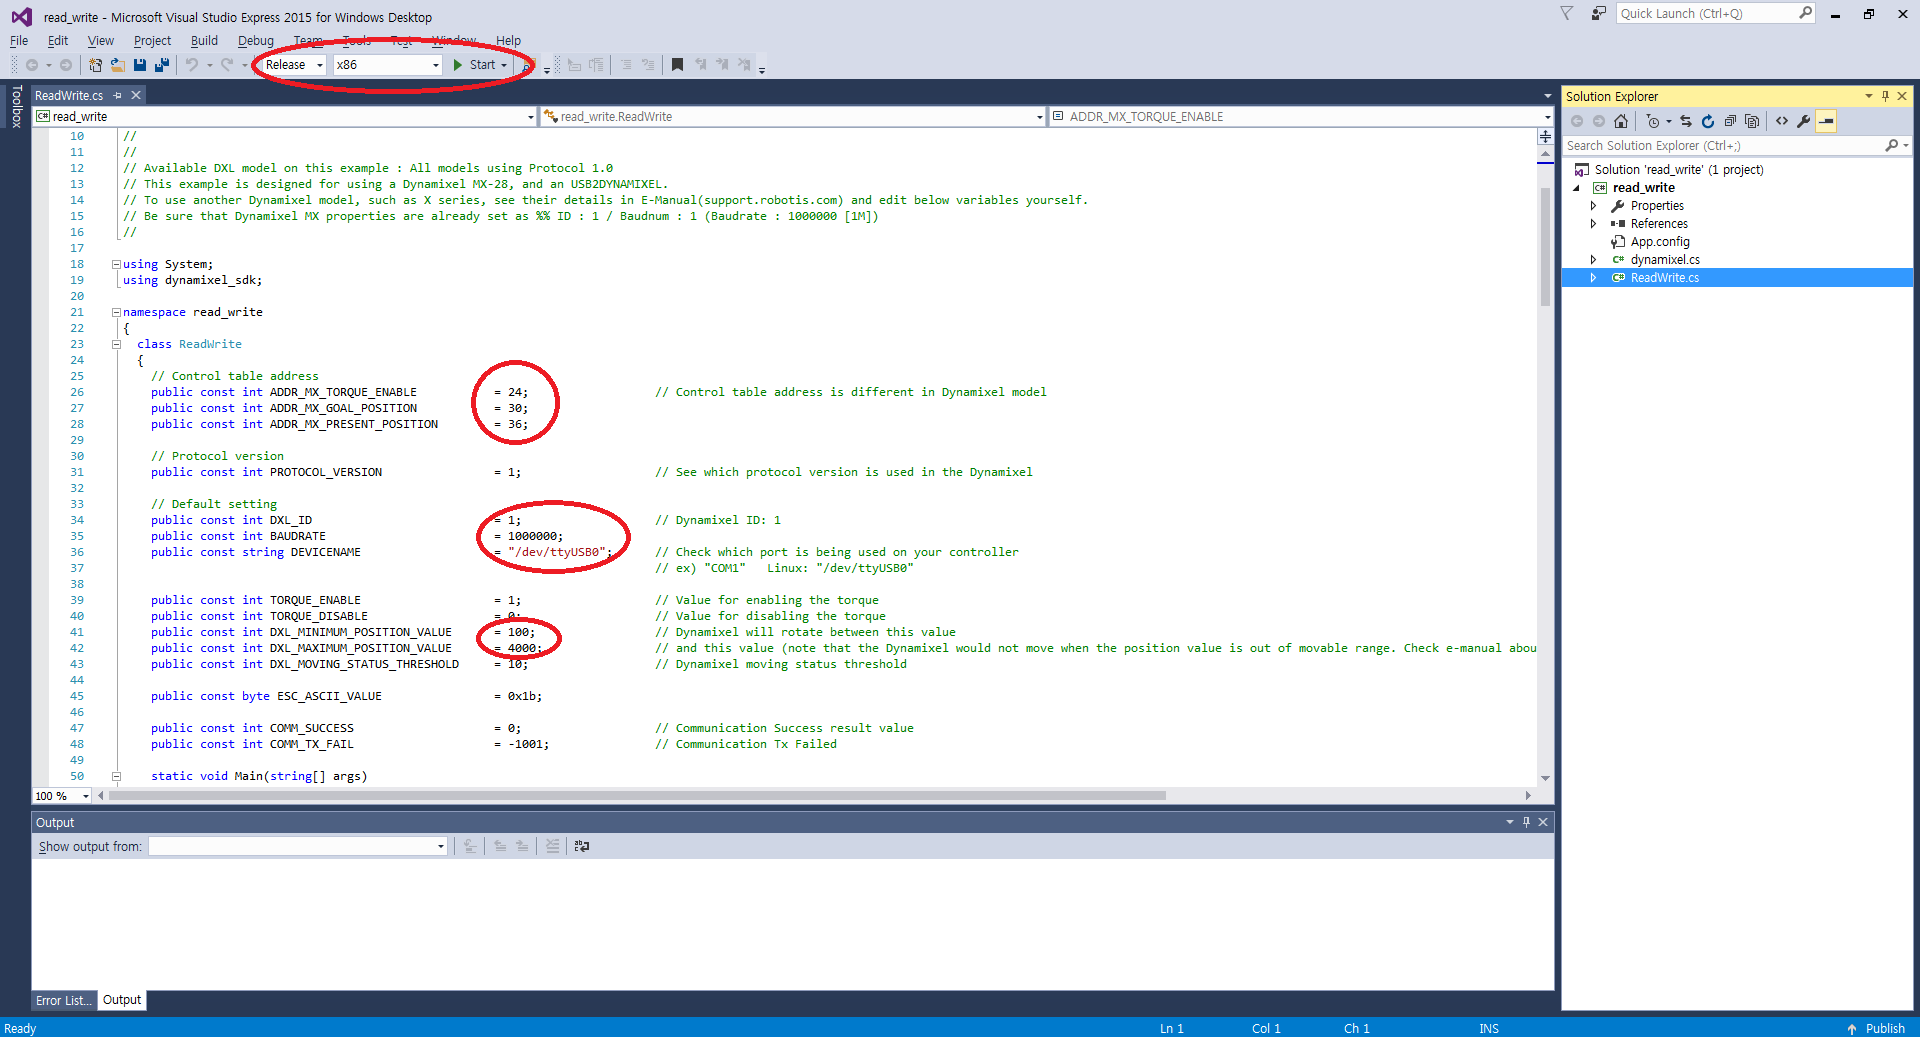 read_write - Microsoft Visual Studio Express 2015 for Windows Desktop
Quick Launch (Ctrl+Q)
File Edit View Project Build Debug Team Tools Test Window Help
Release x86 Start
Toolbox
ReadWrite.cs
read_write read_write.ReadWrite ADDR_MX_TORQUE_ENABLE
10 //
11 //
12 // Available DXL model on this example : All models using Protocol 1.0
13 // This example is designed for using a Dynamixel MX-28, and an USB2DYNAMIXEL.
14 // To use another Dynamixel model, such as X series, see their details in E-Manual(support.robotis.com) and edit below variables yourself.
15 // Be sure that Dynamixel MX properties are already set as %% ID : 1 / Baudnum : 1 (Baudrate : 1000000 [1M])
16 //
17
18 using System;
19 using dynamixel_sdk;
20
21 namespace read_write
22 {
23 class ReadWrite
24 {
25 // Control table address
26 public const int ADDR_MX_TORQUE_ENABLE = 24; // Control table address is different in Dynamixel model
27 public const int ADDR_MX_GOAL_POSITION = 30;
28 public const int ADDR_MX_PRESENT_POSITION = 36;
29
30 // Protocol version
31 public const int PROTOCOL_VERSION = 1; // See which protocol version is used in the Dynamixel
32
33 // Default setting
34 public const int DXL_ID = 1; // Dynamixel ID: 1
35 public const int BAUDRATE = 1000000;
36 public const string DEVICENAME = "/dev/ttyUSB0"; // Check which port is being used on your controller
37 // ex) "COM1" Linux: "/dev/ttyUSB0"
38
39 public const int TORQUE_ENABLE = 1; // Value for enabling the torque
40 public const int TORQUE_DISABLE = 0; // Value for disabling the torque
41 public const int DXL_MINIMUM_POSITION_VALUE = 100; // Dynamixel will rotate between this value
42 public const int DXL_MAXIMUM_POSITION_VALUE = 4000; // and this value (note that the Dynamixel would not move when the position value is out of movable range. Check e-manual abou
43 public const int DXL_MOVING_STATUS_THRESHOLD = 10; // Dynamixel moving status threshold
44
45 public const byte ESC_ASCII_VALUE = 0x1b;
46
47 public const int COMM_SUCCESS = 0; // Communication Success result value
48 public const int COMM_TX_FAIL = -1001; // Communication Tx Failed
49
50 static void Main(string[] args)
100 %
Output
Show output from:
Error List... Output
Solution Explorer
Search Solution Explorer (Ctrl+;)
Solution 'read_write' (1 project)
read_write
Properties
References
App.config
dynamixel.cs
ReadWrite.cs
Ready Ln 1 Col 1 Ch 1 INS Publish